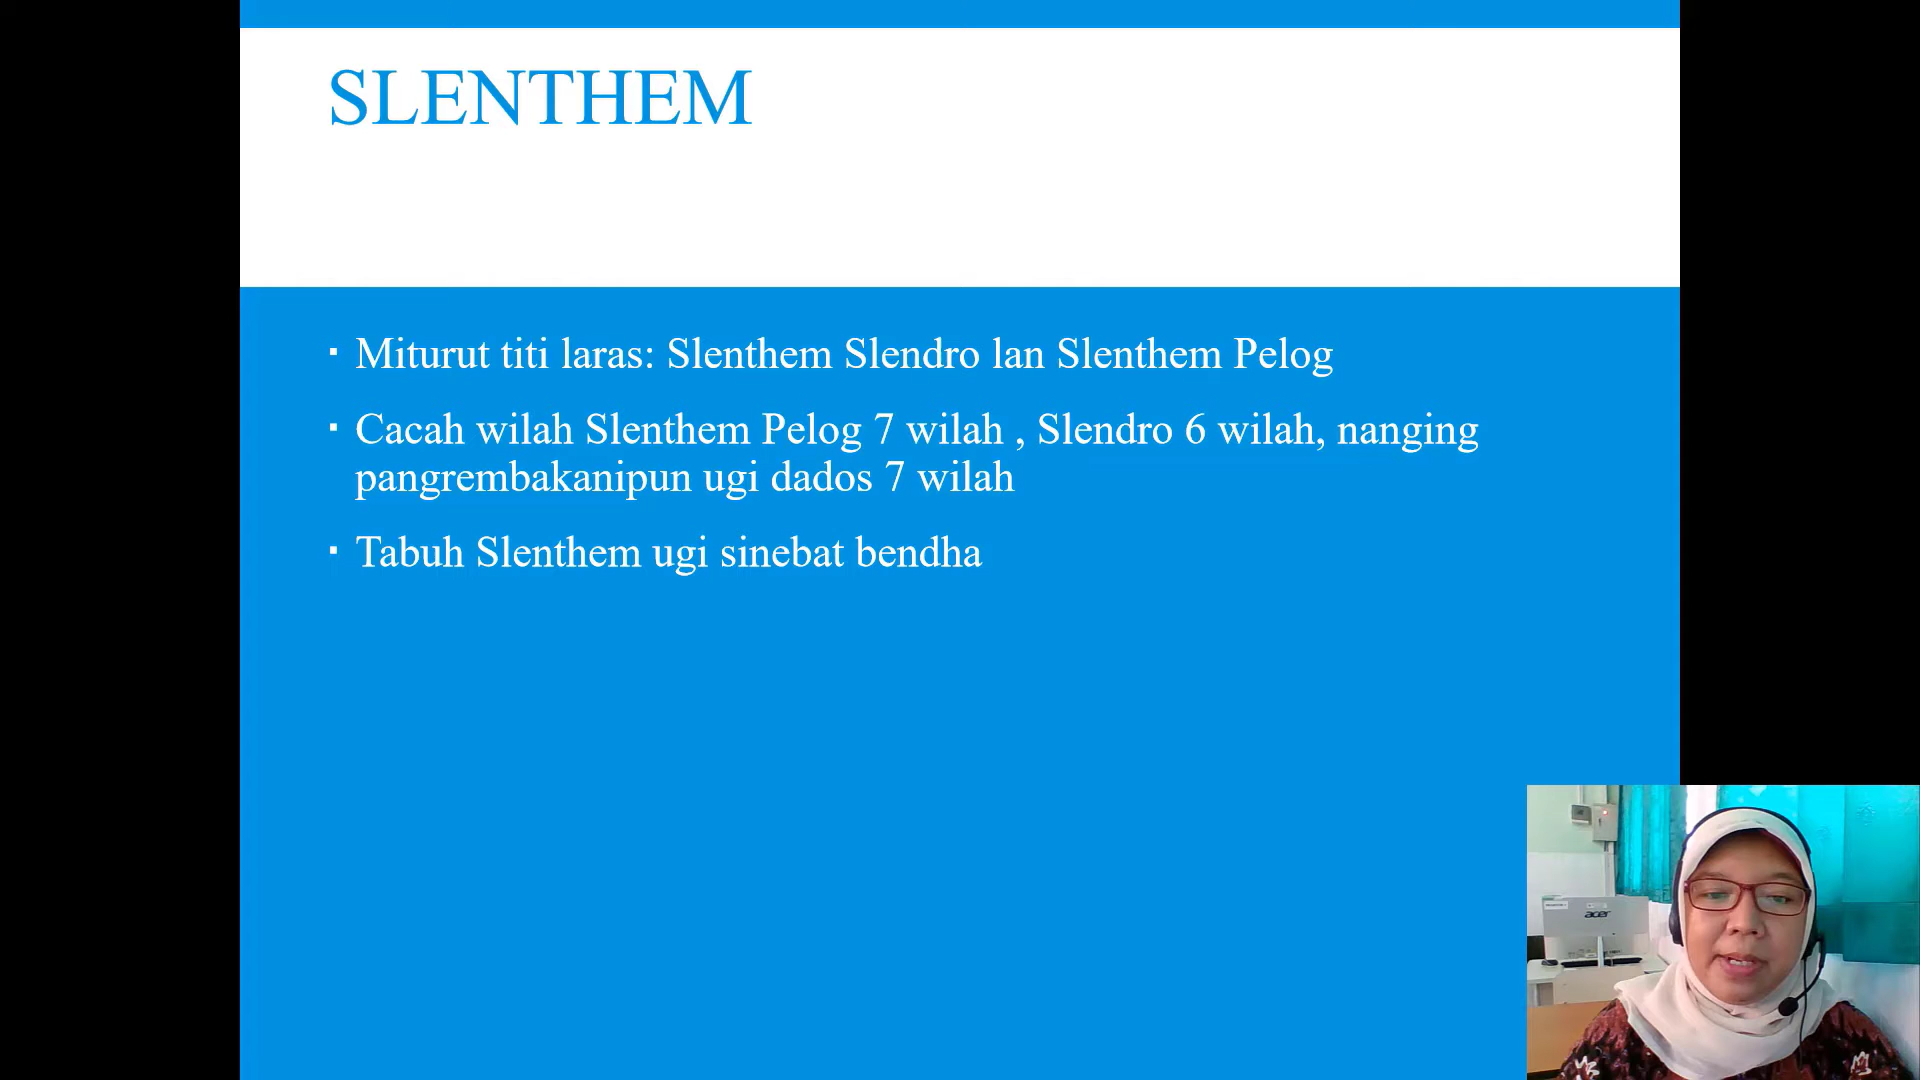 SLENTHEM
▪ Miturut titi laras: Slenthem Slendro lan Slenthem Pelog
▪ Cacah wilah Slenthem Pelog 7 wilah , Slendro 6 wilah, nanging
pangrembakanipun ugi dados 7 wilah
▪ Tabuh Slenthem ugi sinebat bendha
acer